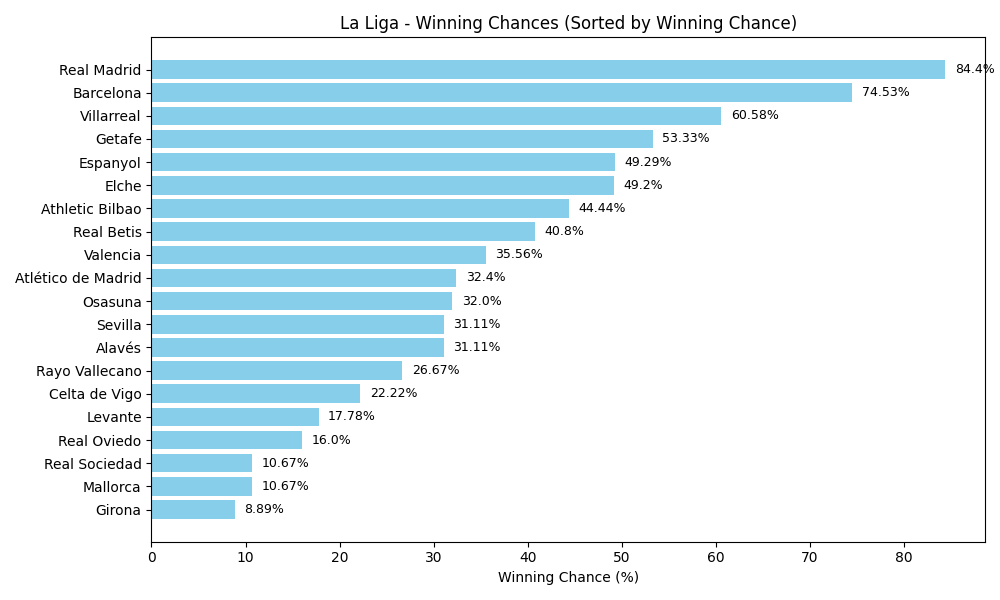 La Liga - Winning Chances (Sorted by Winning Chance)
Real Madrid 84.4%
Barcelona 74.53%
Villarreal 60.58%
Getafe 53.33%
Espanyol 49.29%
Elche 49.2%
Athletic Bilbao 44.44%
Real Betis 40.8%
Valencia 35.56%
Atlético de Madrid 32.4%
Osasuna 32.0%
Sevilla 31.11%
Alavés 31.11%
Rayo Vallecano 26.67%
Celta de Vigo 22.22%
Levante 17.78%
Real Oviedo 16.0%
Real Sociedad 10.67%
Mallorca 10.67%
Girona 8.89%
0 10 20 30 40 50 60 70 80
Winning Chance (%)